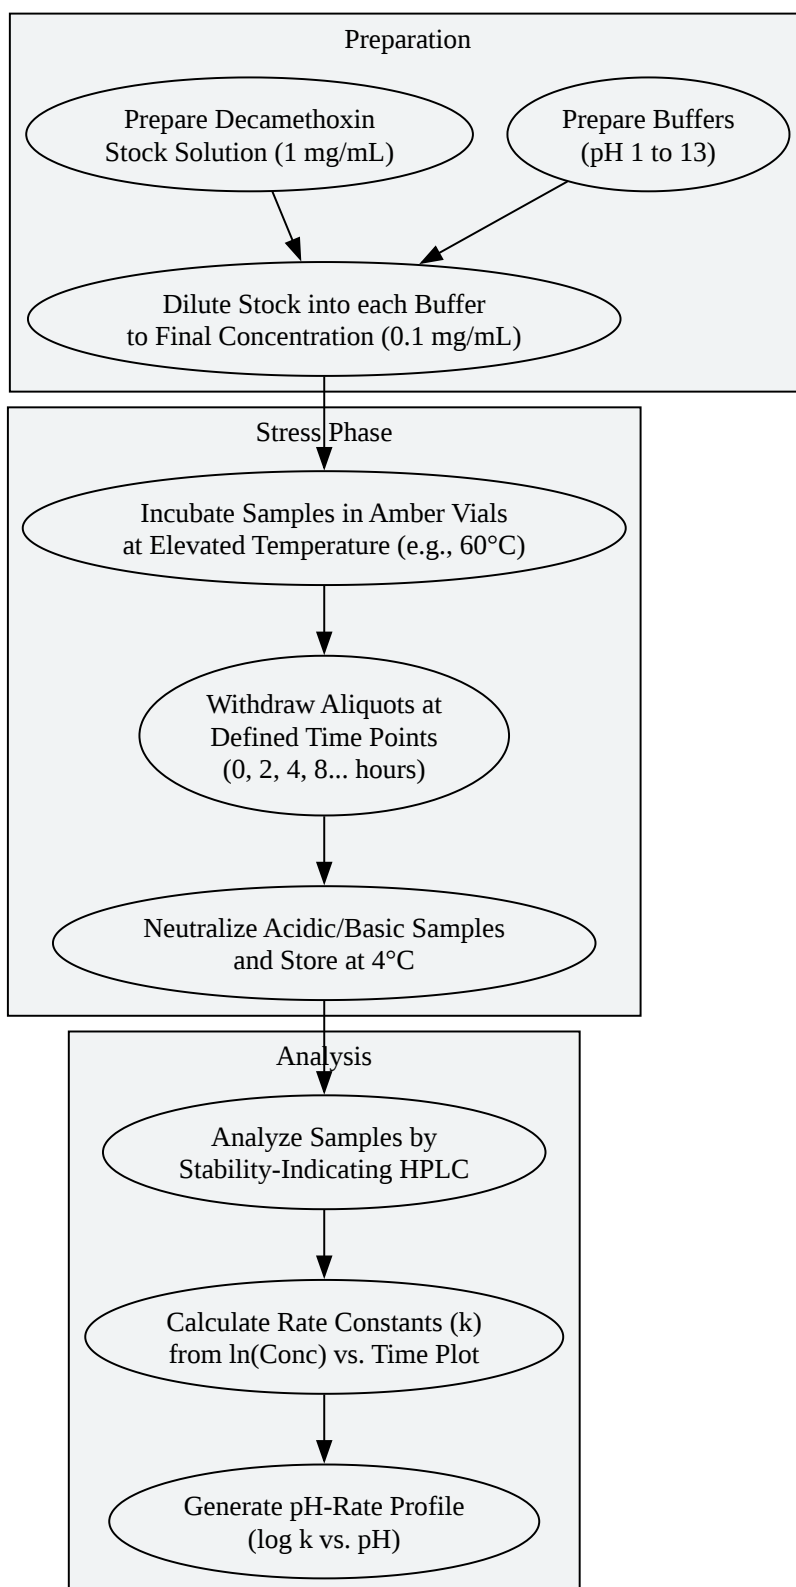 Preparation
Prepare Decamethoxin
Stock Solution (1 mg/mL)
Prepare Buffers
(pH 1 to 13)
Dilute Stock into each Buffer
to Final Concentration (0.1 mg/mL)
Stress Phase
Incubate Samples in Amber Vials
at Elevated Temperature (e.g., 60°C)
Withdraw Aliquots at
Defined Time Points
(0, 2, 4, 8... hours)
Neutralize Acidic/Basic Samples
and Store at 4°C
Analysis
Analyze Samples by
Stability-Indicating HPLC
Calculate Rate Constants (k)
from ln(Conc) vs. Time Plot
Generate pH-Rate Profile
(log k vs. pH)